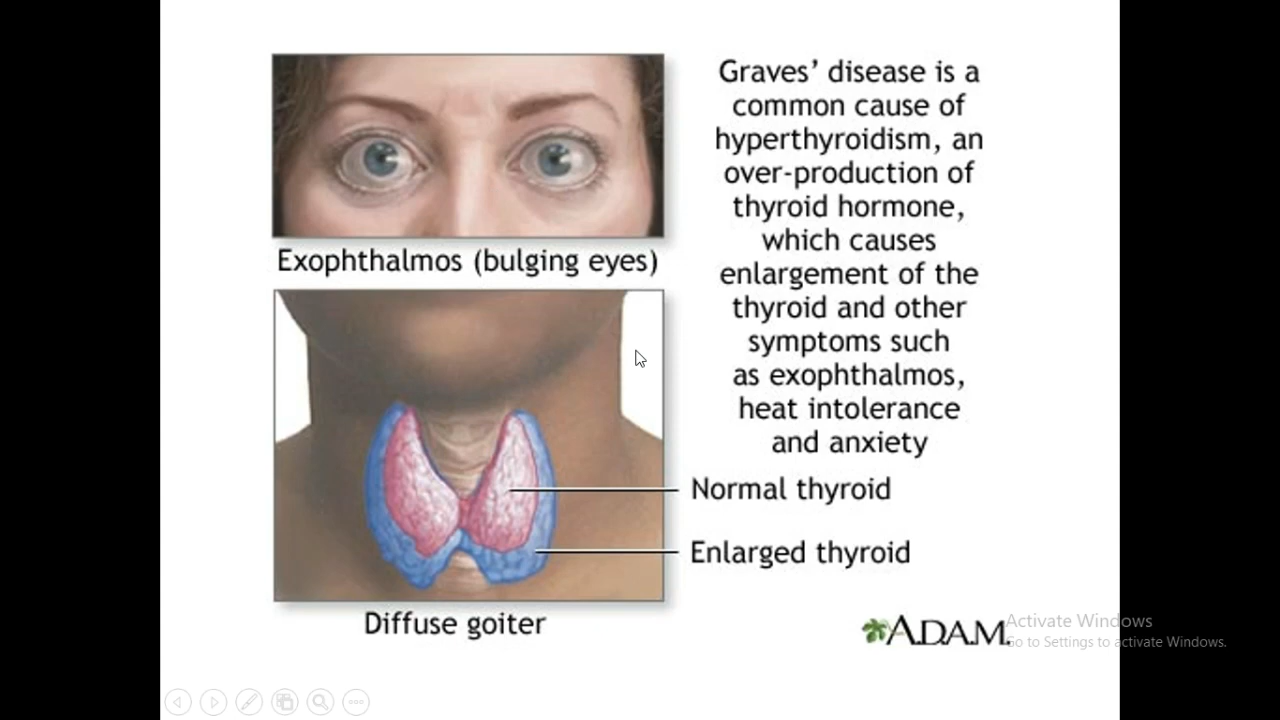 Exophthalmos (bulging eyes)
Graves’ disease is a
common cause of
hyperthyroidism, an
over-production of
thyroid hormone,
which causes
enlargement of the
thyroid and other
symptoms such
as exophthalmos,
heat intolerance
and anxiety
Normal thyroid
Enlarged thyroid
Diffuse goiter
A.D.A.M.
Activate Windows
Go to Settings to activate Windows.